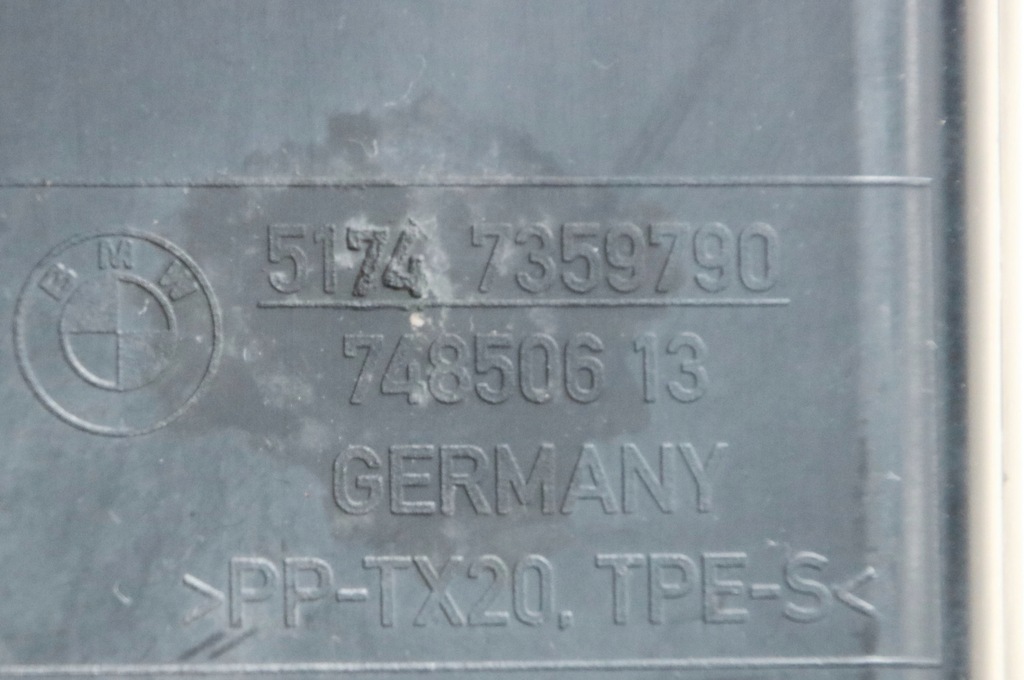 BMW
5174 7359790
748506 13
GERMANY
>PP-TX20, TPE-S<